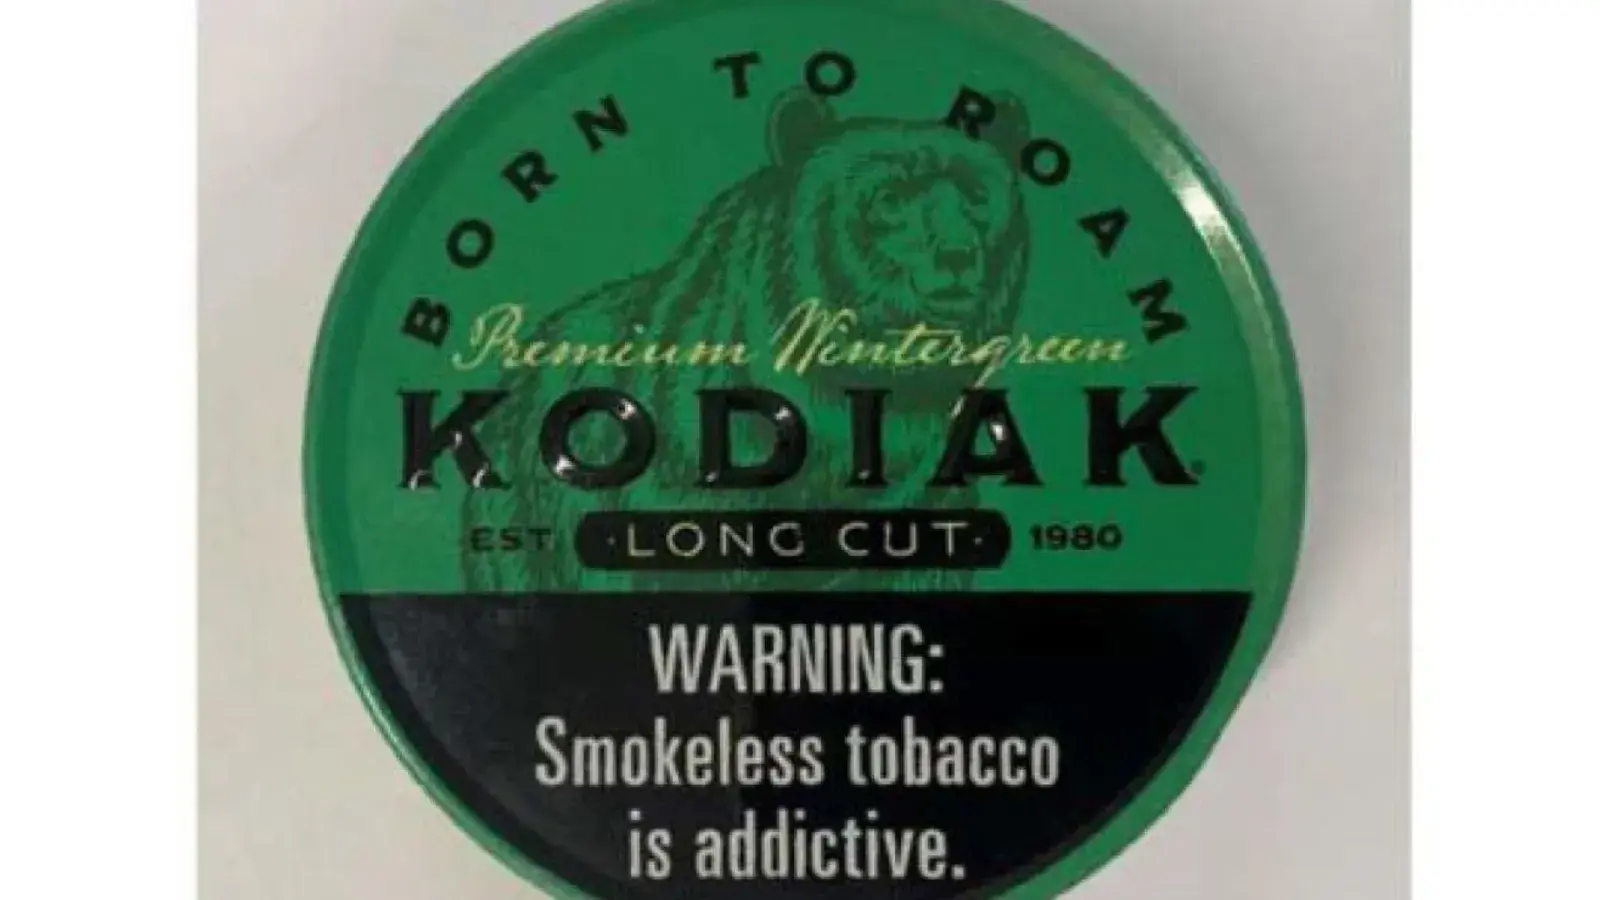 BORN TO ROAM
Premium Wintergreen
KODIAK
EST. ·LONG CUT· 1980
WARNING:
Smokeless tobacco
is addictive.